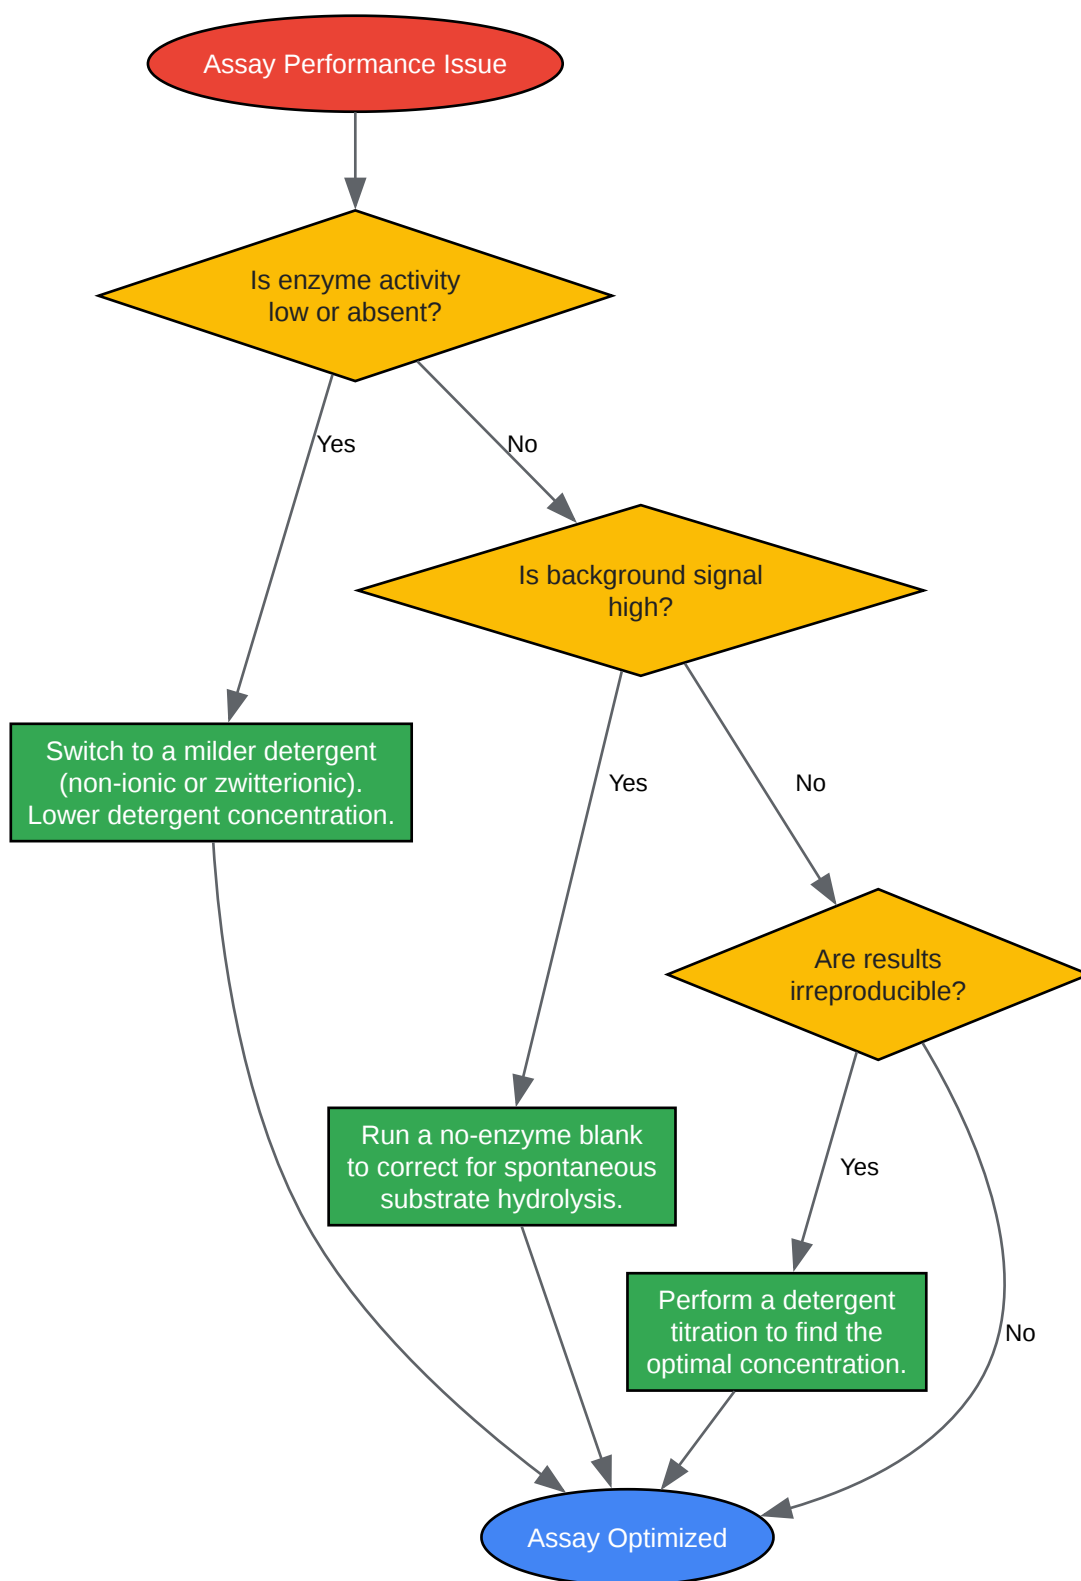 Assay Performance Issue
Is enzyme activity
low or absent?
Yes
No
Is background signal
high?
Switch to a milder detergent
(non-ionic or zwitterionic).
Lower detergent concentration.
Yes
No
Are results
irreproducible?
Run a no-enzyme blank
to correct for spontaneous
substrate hydrolysis.
Yes
Perform a detergent
titration to find the
optimal concentration.
No
Assay Optimized